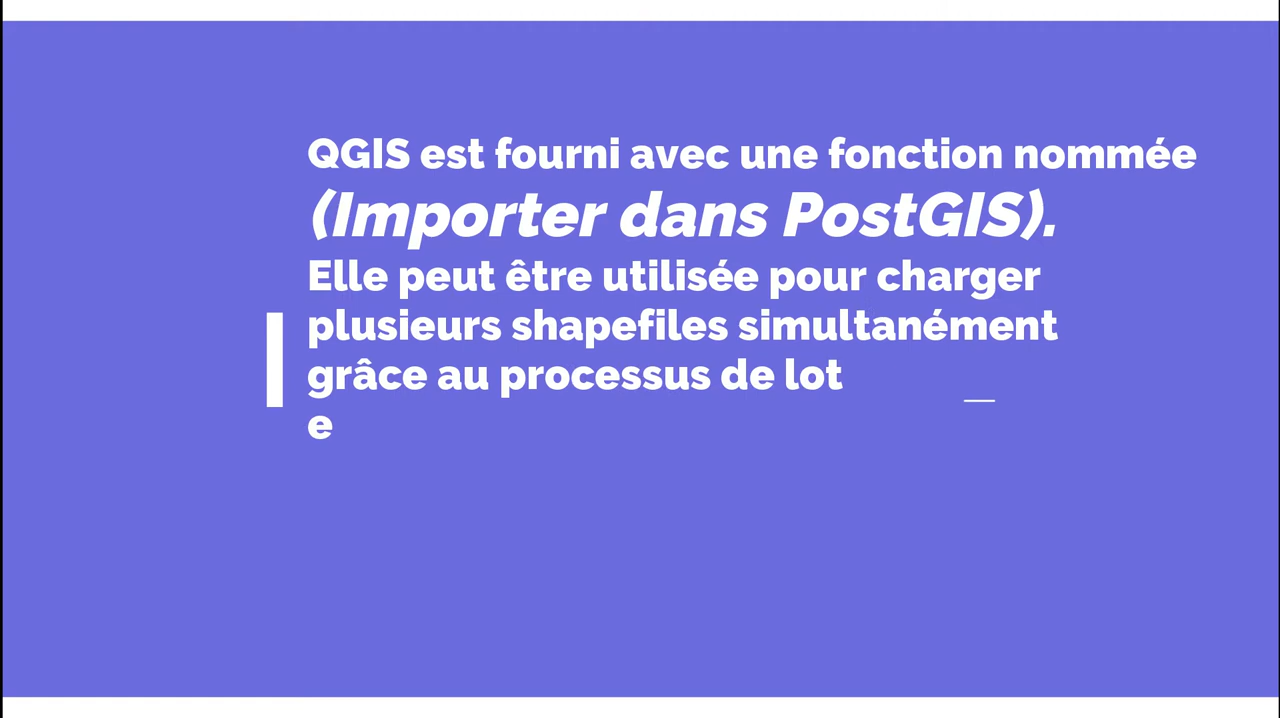 QGIS est fourni avec une fonction nommée
(Importer dans PostGIS).
Elle peut être utilisée pour charger
plusieurs shapefiles simultanément
grâce au processus de lot
e